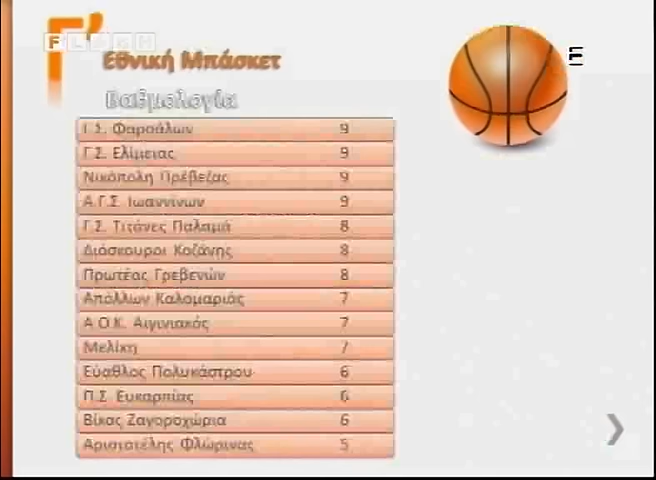 Γ'
FLASH
Εθνική Μπάσκετ
E
Βαθμολογία
Γ.Σ. Φαρσάλων 9
Γ.Σ. Ελίμειας 9
Νικόπολη Πρέβεζας 9
Α.Γ.Σ. Ιωαννίνων 9
Γ.Σ. Τιτάνες Παλαμά 8
Διόσκουροι Κοζάνης 8
Πρωτέας Γρεβενών 8
Απόλλων Καλαμαριάς 7
Α.Ο.Κ. Αιγινιακός 7
Μελίκη 7
Εύαθλος Πολυκάστρου 6
Π.Σ. Ευκαρπίας 6
Βίκος Ζαγοροχώρια 6
Αριστοτέλης Φλώρινας 5